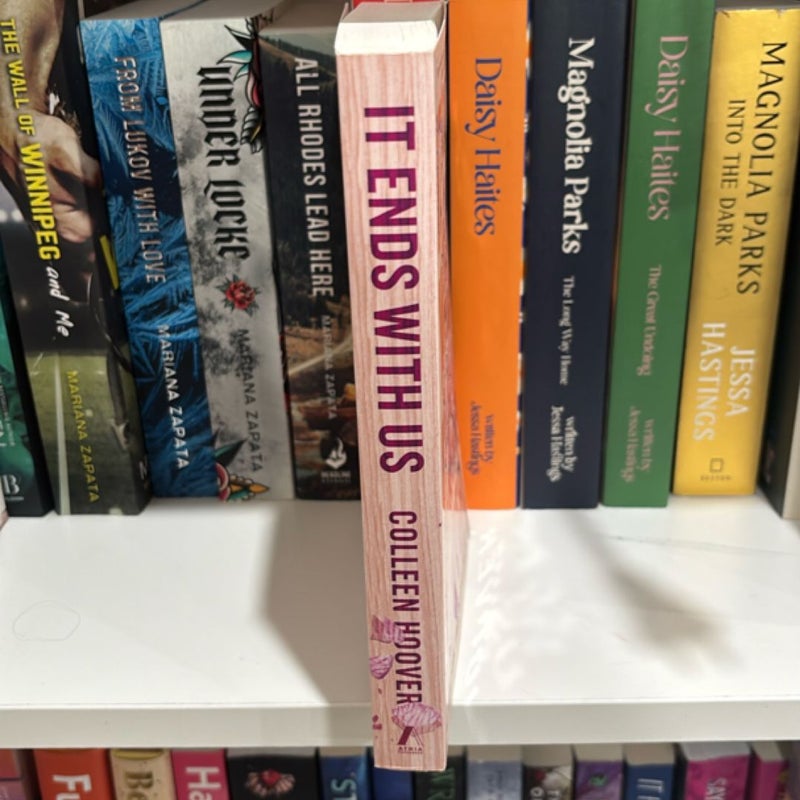 THE WALL OF WINNIPEG and Me
MARIANA ZAPATA
FROM LUKOV WITH LOVE
MARIANA ZAPATA
UNDER LOCKE
MARIANA ZAPATA
ALL RHODES LEAD HERE
MARIANA ZAPATA
IT ENDS WITH US
COLLEEN HOOVER
ATRIA
Daisy Haites
written by
Jessa Hastings
Magnolia Parks
The Long Way Home
written by
Jessa Hastings
Daisy Haites
The Great Undoing
written by
Jessa Hastings
MAGNOLIA PARKS
INTO THE DARK
JESSA
HASTINGS